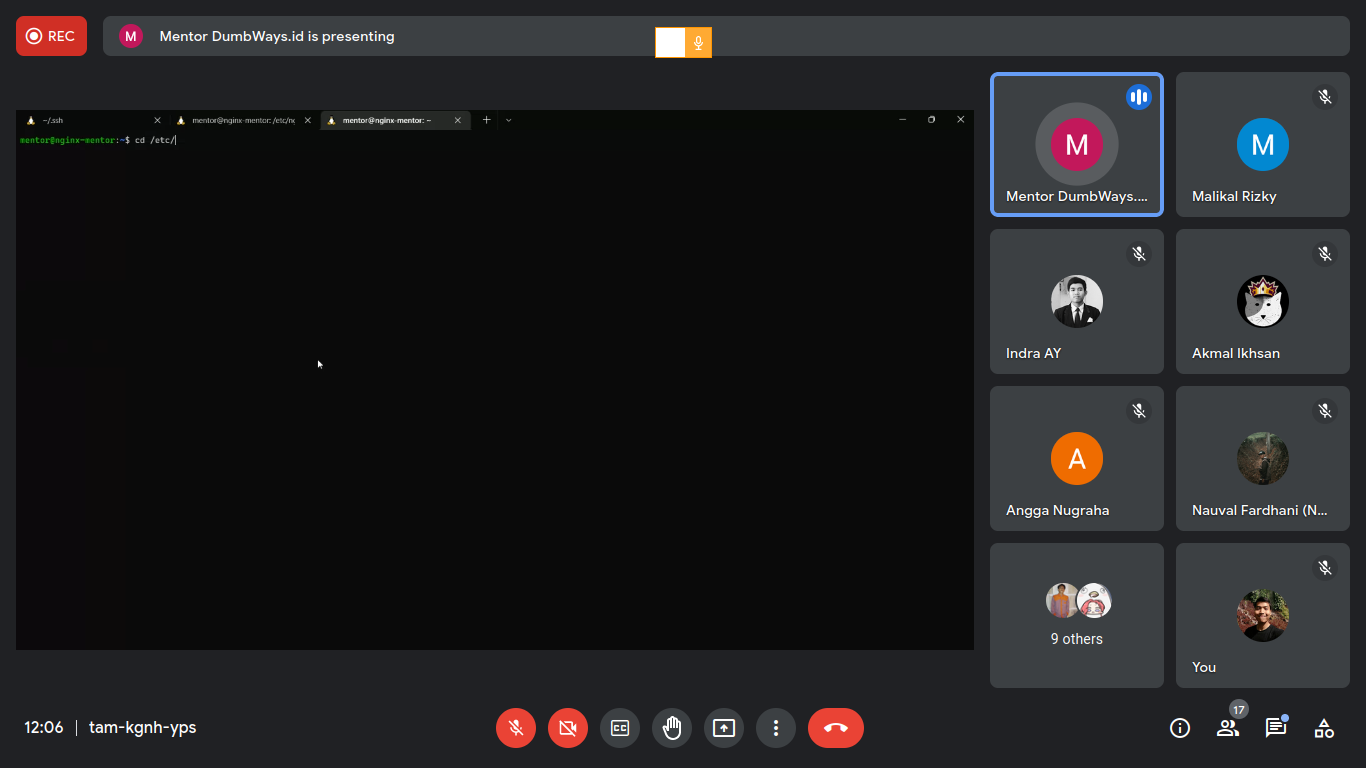 REC
M
Mentor DumbWays.id is presenting
~/.ssh
mentor@nginx-mentor: /etc/ng
mentor@nginx-mentor: ~
mentor@nginx-mentor:~$ cd /etc/
M
Mentor DumbWays....
M
Malikal Rizky
Indra AY
Akmal Ikhsan
A
Angga Nugraha
Nauval Fardhani (N...
9 others
You
12:06 | tam-kgnh-yps
CC
17